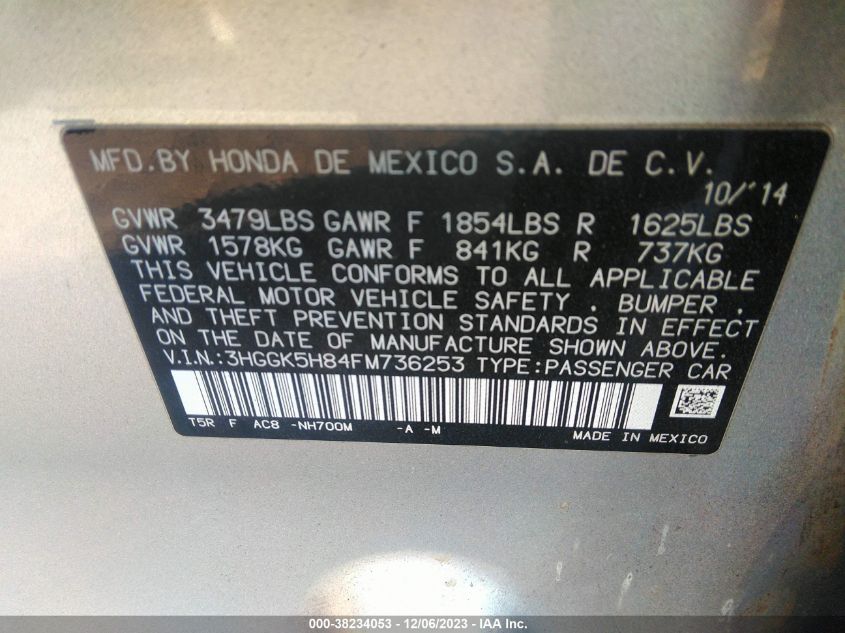 MFD.BY HONDA DE MEXICO S.A. DE C.V.
10/'14
GVWR 3479LBS GAWR F 1854LBS R 1625LBS
GVWR 1578KG GAWR F 841KG R 737KG
THIS VEHICLE CONFORMS TO ALL APPLICABLE
FEDERAL MOTOR VEHICLE SAFETY , BUMPER ,
AND THEFT PREVENTION STANDARDS IN EFFECT
ON THE DATE OF MANUFACTURE SHOWN ABOVE.
V.I.N.:3HGGK5H84FM736253 TYPE:PASSENGER CAR
T5R F AC8 -NH700M -A -M
MADE IN MEXICO
000-38234053 - 12/06/2023 - IAA Inc.